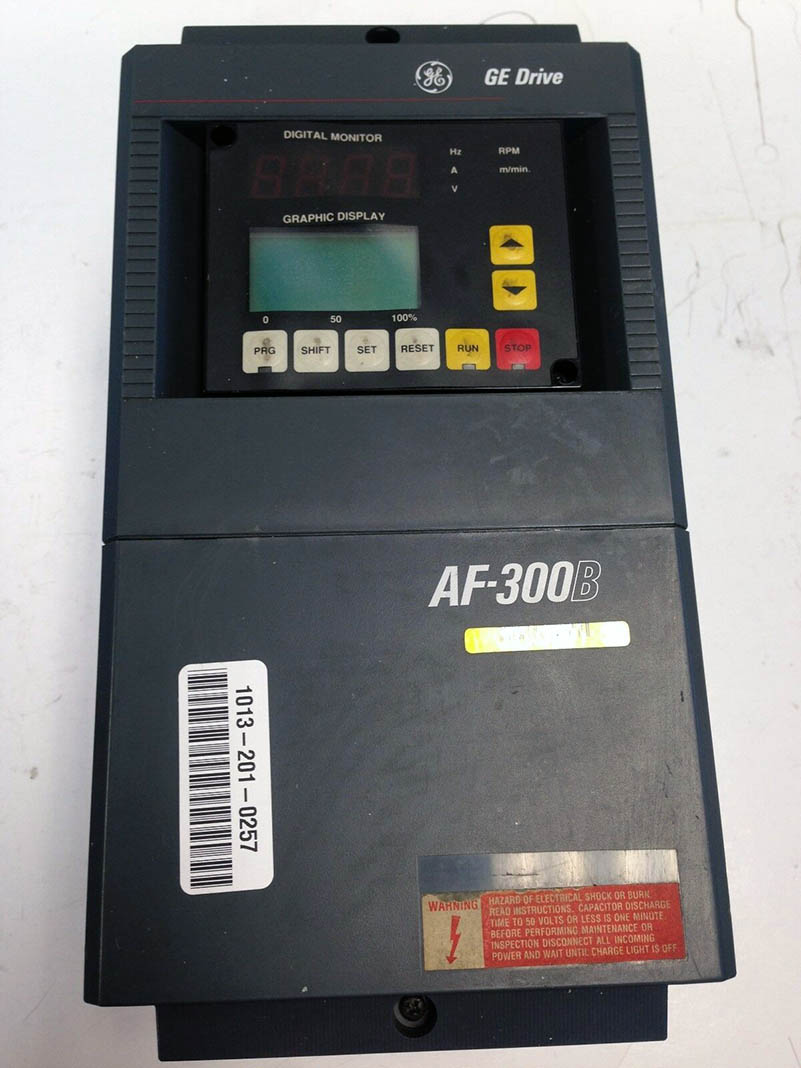 GE GE Drive
DIGITAL MONITOR
Hz RPM
A m/min.
V
GRAPHIC DISPLAY
0 50 100%
PRG SHIFT SET RESET RUN STOP
AF-300B
1013-201-0257
WARNING
HAZARD OF ELECTRICAL SHOCK OR BURN.
READ INSTRUCTIONS. CAPACITOR DISCHARGE
TIME TO 50 VOLTS OR LESS IS ONE MINUTE.
BEFORE PERFORMING MAINTENANCE OR
INSPECTION DISCONNECT ALL INCOMING
POWER AND WAIT UNTIL CHARGE LIGHT IS OFF